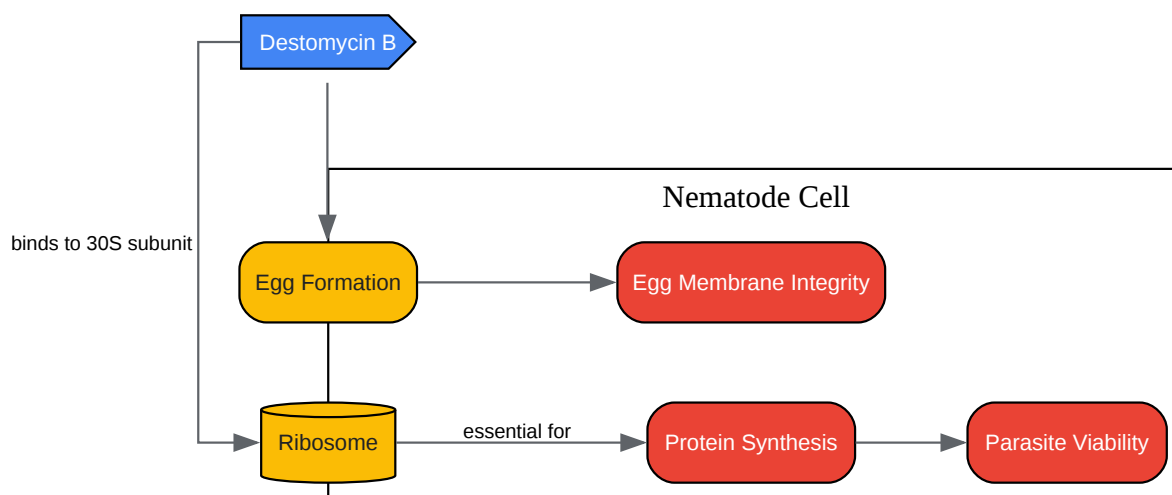 Destomycin B
Nematode Cell
binds to 30S subunit
Egg Formation
Egg Membrane Integrity
Ribosome
essential for
Protein Synthesis
Parasite Viability